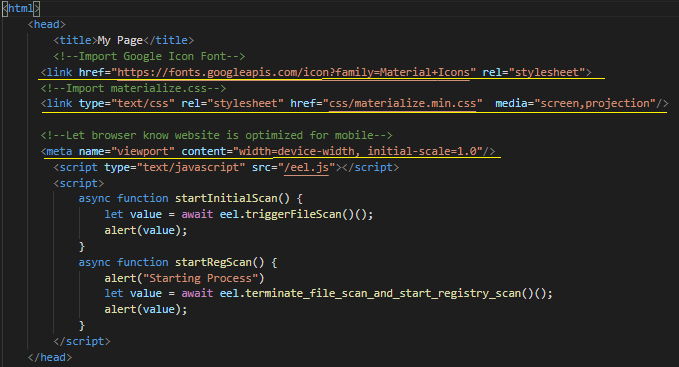 <html>
<head>
<title>My Page</title>
<!--Import Google Icon Font-->
<link href="https://fonts.googleapis.com/icon?family=Material+Icons" rel="stylesheet">
<!--Import materialize.css-->
<link type="text/css" rel="stylesheet" href="css/materialize.min.css"  media="screen,projection"/>
<!--Let browser know website is optimized for mobile-->
<meta name="viewport" content="width=device-width, initial-scale=1.0"/>
<script type="text/javascript" src="/eel.js"></script>
<script>
async function startInitialScan() {
let value = await eel.triggerFileScan()();
alert(value);
}
async function startRegScan() {
alert("Starting Process")
let value = await eel.terminate_file_scan_and_start_registry_scan()();
alert(value);
}
</script>
</head>